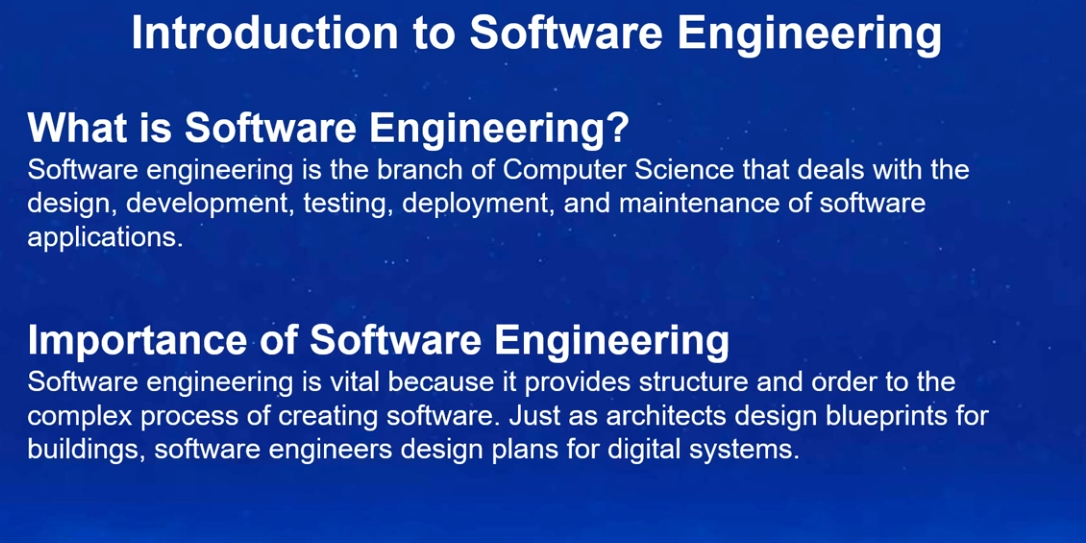 Introduction to Software Engineering
What is Software Engineering?
Software engineering is the branch of Computer Science that deals with the
design, development, testing, deployment, and maintenance of software
applications.
Importance of Software Engineering
Software engineering is vital because it provides structure and order to the
complex process of creating software. Just as architects design blueprints for
buildings, software engineers design plans for digital systems.